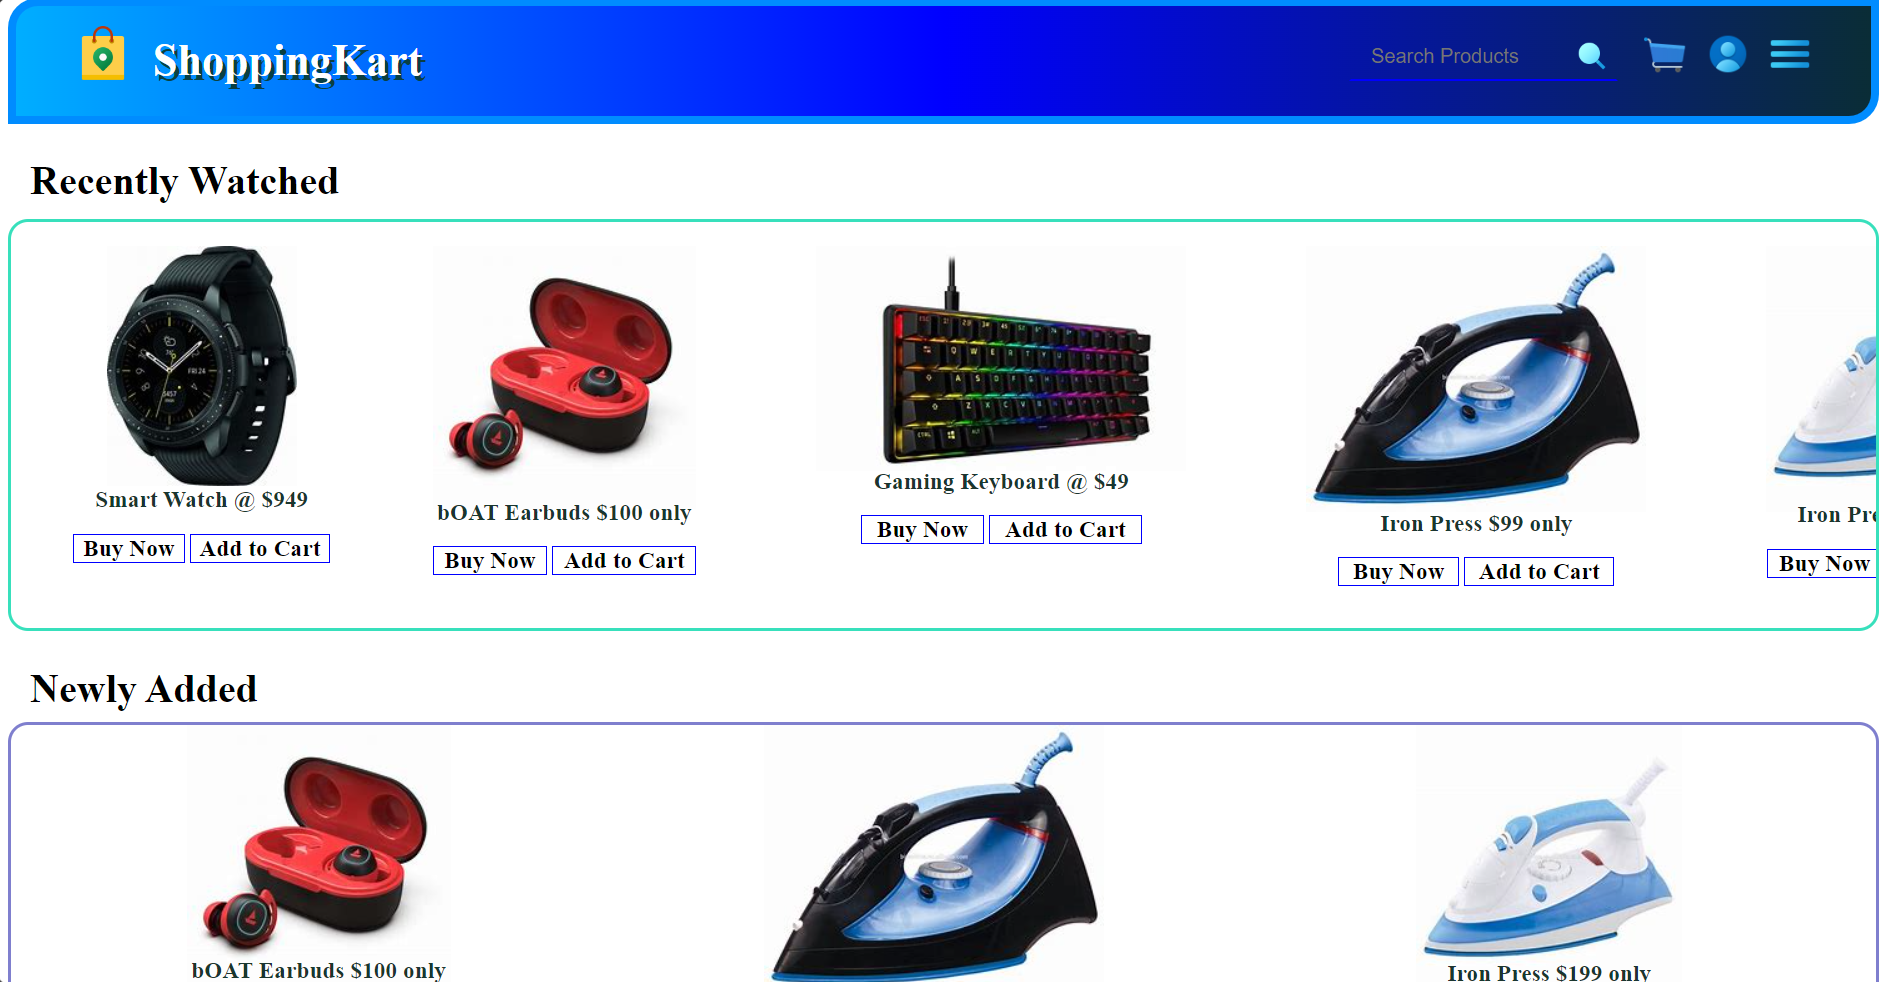 ShoppingKart
Search Products
Recently Watched
Smart Watch @ $949
Buy Now Add to Cart
bOAT Earbuds $100 only
Buy Now Add to Cart
Gaming Keyboard @ $49
Buy Now Add to Cart
Iron Press $99 only
Buy Now Add to Cart
Iron Pre
Buy Now
Newly Added
bOAT Earbuds $100 only
Iron Press $199 only